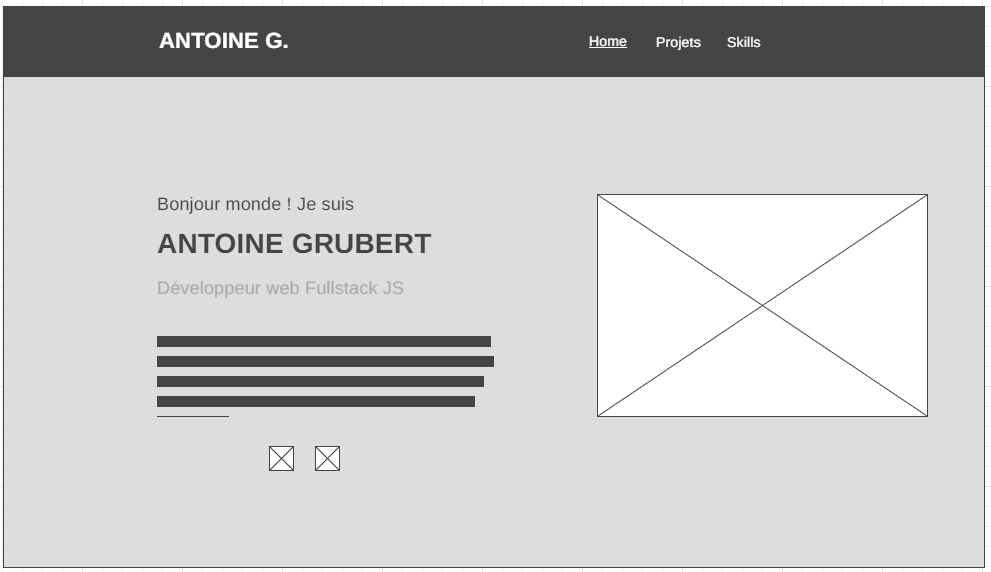 ANTOINE G.
Home Projets Skills
Bonjour monde ! Je suis
ANTOINE GRUBERT
Développeur web Fullstack JS